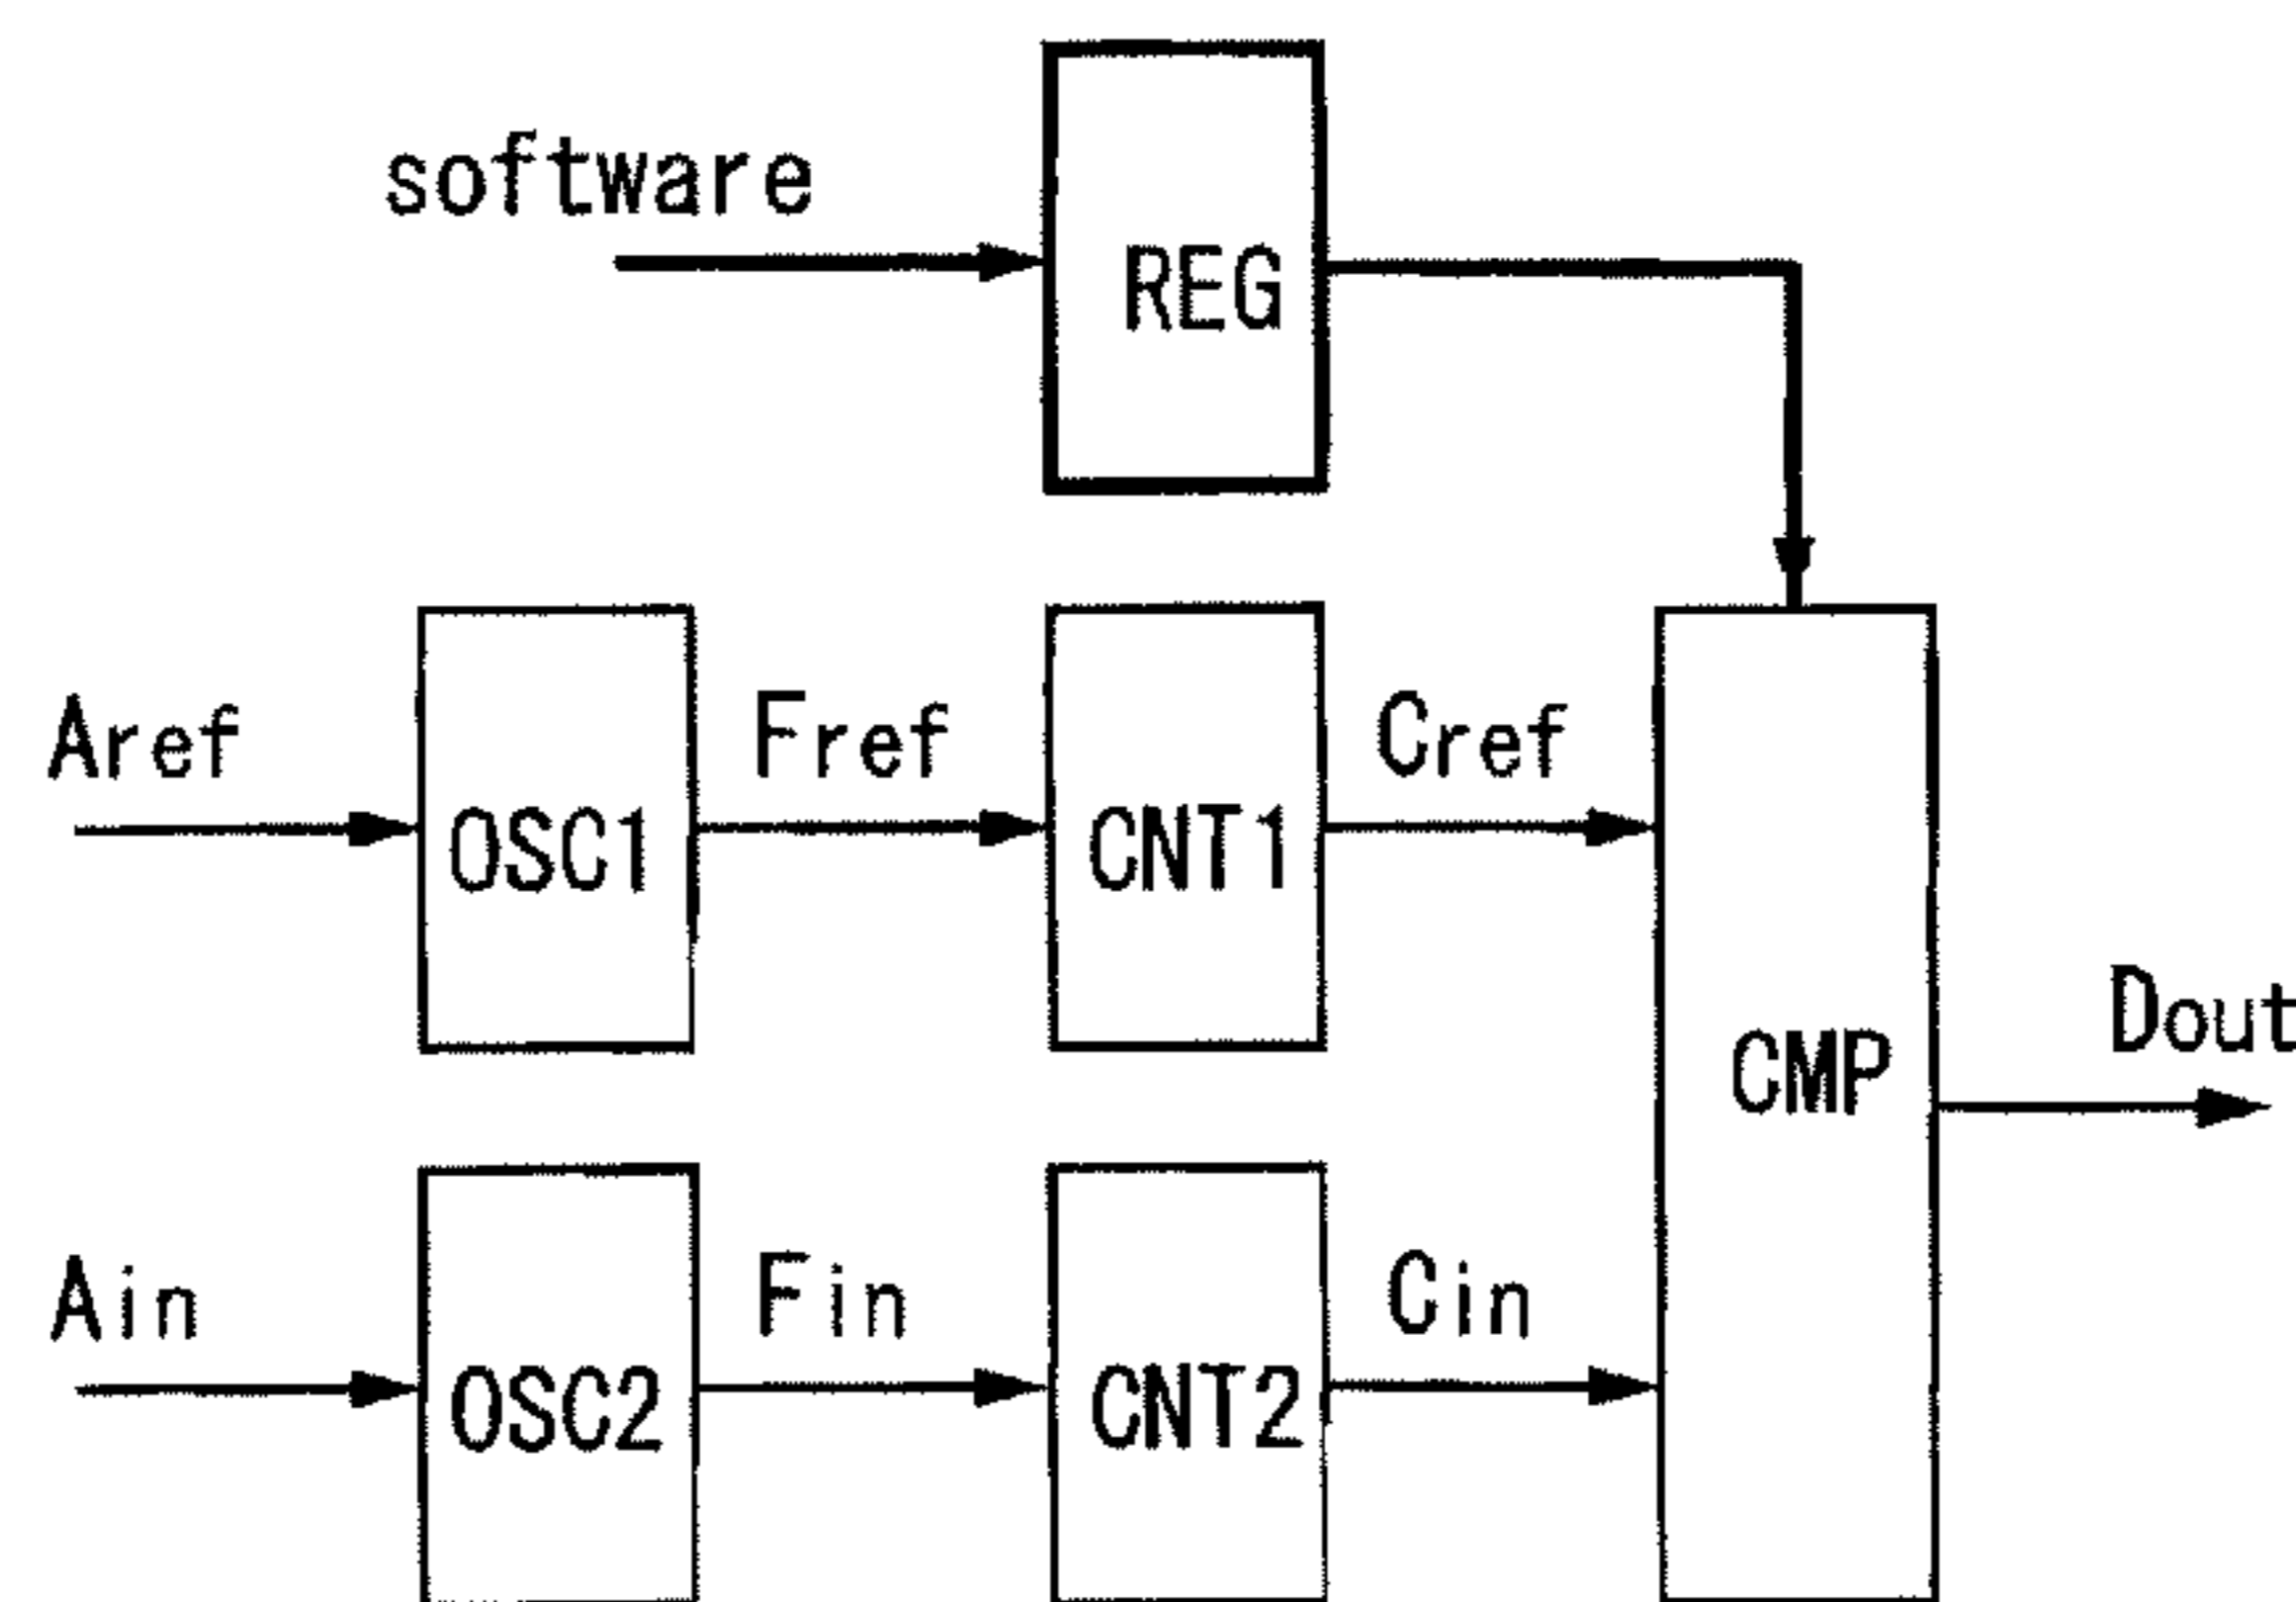 software
REG
Aref
OSC1
Fref
CNT1
Cref
CMP
Dout
Ain
OSC2
Fin
CNT2
Cin